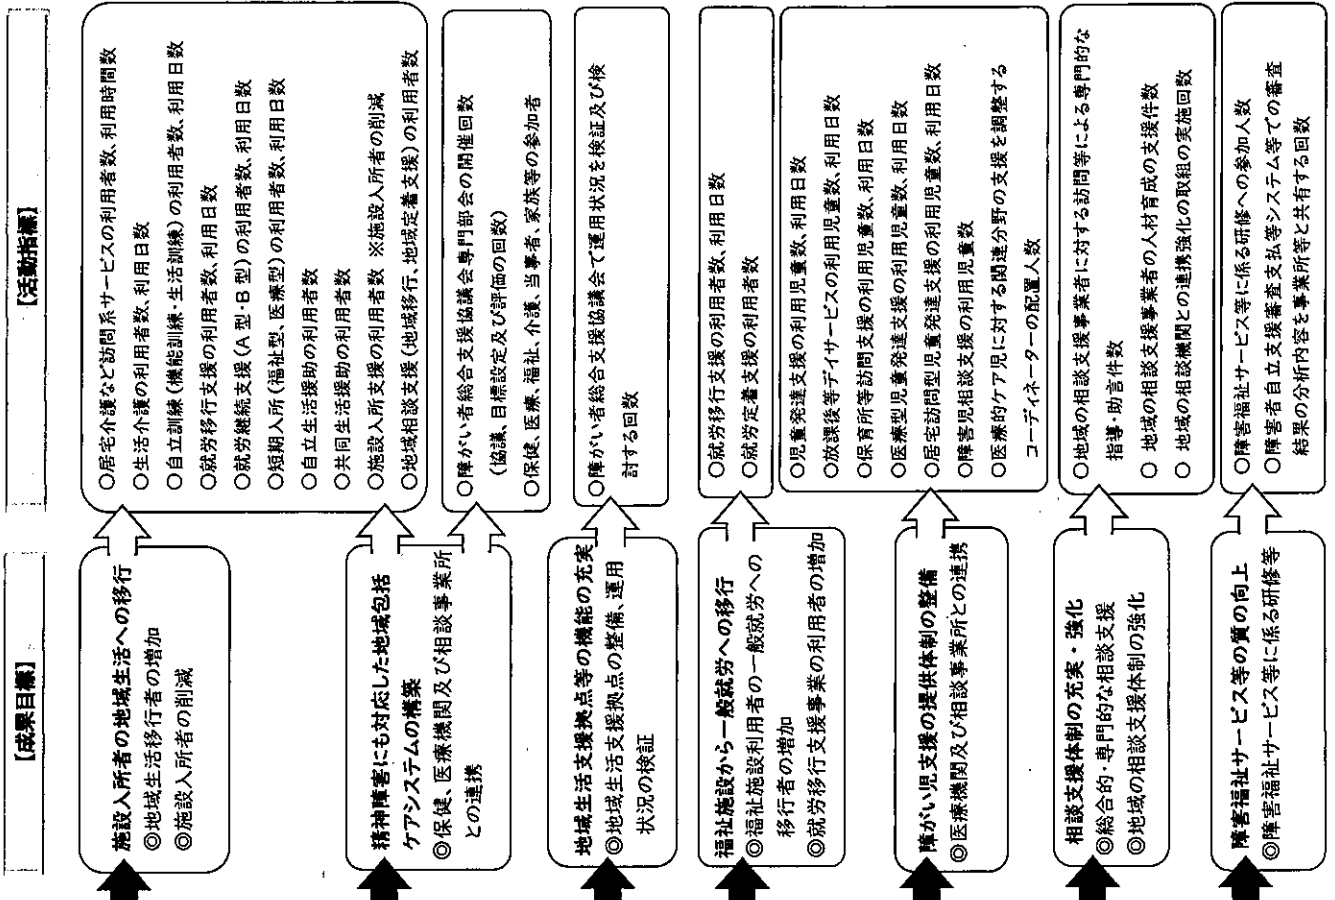 【成果目標】
施設入所者の地域生活への移行
◎地域生活移行者の増加
◎施設入所者の削減
精神障害にも対応した地域包括
ケアシステムの構築
◎保健、医療機関及び相談事業所
との連携
地域生活支援拠点等の機能の充実
◎地域生活支援拠点の整備、運用
状況の検証
福祉施設から一般就労への移行
◎福祉施設利用者の一般就労への
移行者の増加
◎就労移行支援事業の利用者の増加
障がい児支援の提供体制の整備
◎医療機関及び相談事業所との連携
相談支援体制の充実・強化
◎総合的・専門的な相談支援
◎地域の相談支援体制の強化
障害福祉サービス等の質の向上
◎障害福祉サービス等に係る研修等
【活動指標】
○居宅介護など訪問系サービスの利用者数、利用時間数
○生活介護の利用者数、利用日数
○自立訓練(機能訓練・生活訓練)の利用者数、利用日数
○就労移行支援の利用者数、利用日数
○就労継続支援(A型・B型)の利用者数、利用日数
○短期入所(福祉型、医療型)の利用者数、利用日数
○自立生活援助の利用者数
○共同生活援助の利用者数
○施設入所支援の利用者数 ※施設入所者の削減
○地域相談支援(地域移行、地域定着支援)の利用者数
○障がい者総合支援協議会専門部会の開催回数
(協議、目標設定及び評価の回数)
○保健、医療、福祉、介護、当事者、家族等の参加者
○障がい者総合支援協議会で運用状況を検証及び検
討する回数
○就労移行支援の利用者数、利用日数
○就労定着支援の利用者数
○児童発達支援の利用児童数、利用日数
○放課後等デイサービスの利用児童数、利用日数
○保育所等訪問支援の利用児童数、利用日数
○医療型児童発達支援の利用児童数、利用日数
○居宅訪問型児童発達支援の利用児童数、利用日数
○障害児相談支援の利用児童数
○医療的ケア児に対する関連分野の支援を調整する
コーディネーターの配置人数
○地域の相談支援事業者に対する訪問等による専門的な
指導・助言件数
○ 地域の相談支援事業者の人材育成の支援件数
○ 地域の相談機関との連携強化の取組の実施回数
○障害福祉サービス等に係る研修への参加人数
○障害者自立支援審査支払等システム等での審査
結果の分析内容を事業所等と共有する回数